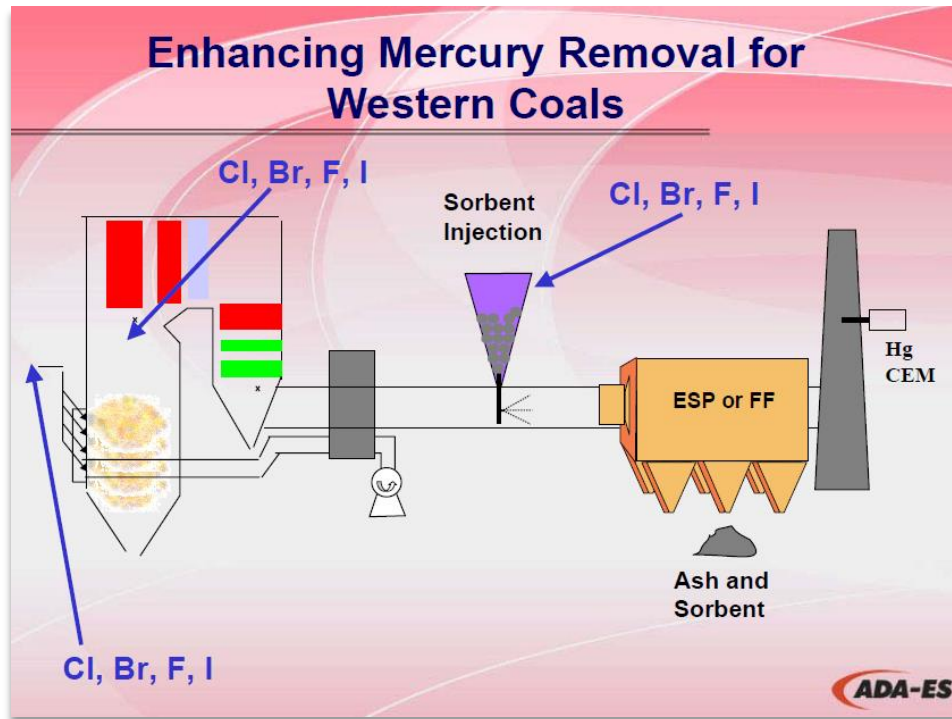 Enhancing Mercury Removal for
Western Coals
Cl, Br, F, I
Sorbent
Injection
Cl, Br, F, I
x
x
Hg
CEM
ESP or FF
Ash and
Sorbent
Cl, Br, F, I
ADA-ES